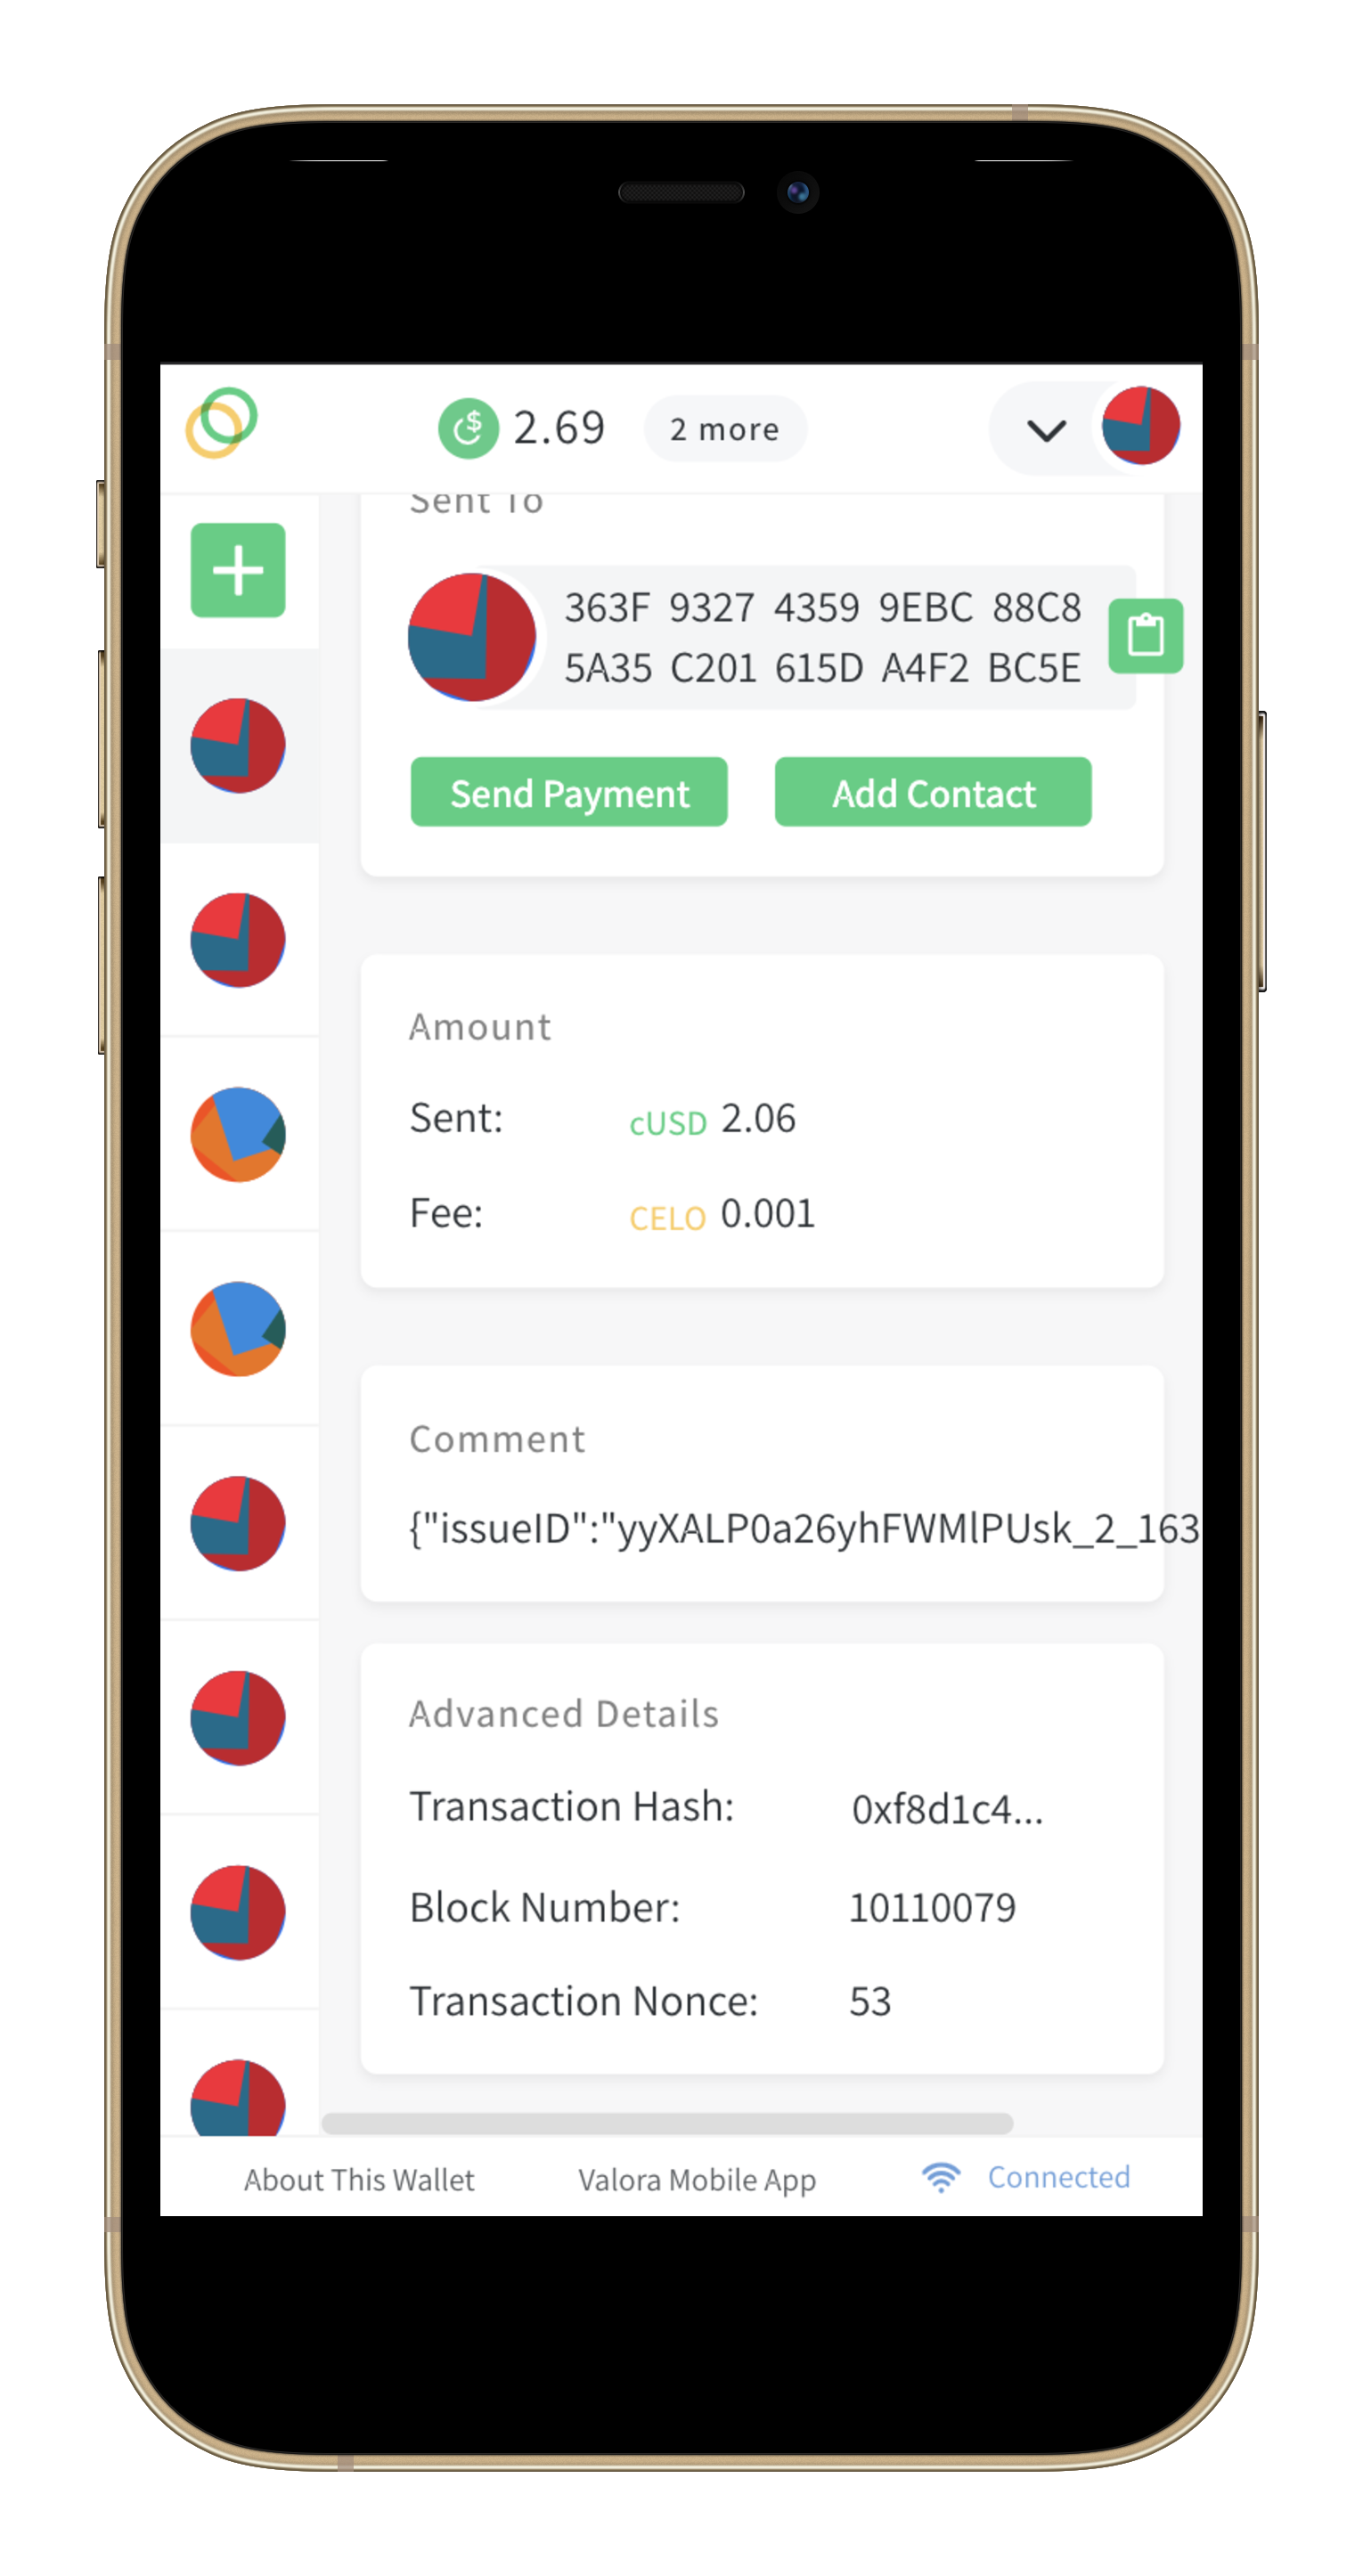 2.69 2 more
Sent To
363F 9327 4359 9EBC 88C8
5A35 C201 615D A4F2 BC5E
Send Payment Add Contact
Amount
Sent: cUSD 2.06
Fee: CELO 0.001
Comment
{"issueID":"yyXALP0a26yhFWMlPUsk_2_163
Advanced Details
Transaction Hash: 0xf8d1c4...
Block Number: 10110079
Transaction Nonce: 53
About This Wallet Valora Mobile App Connected